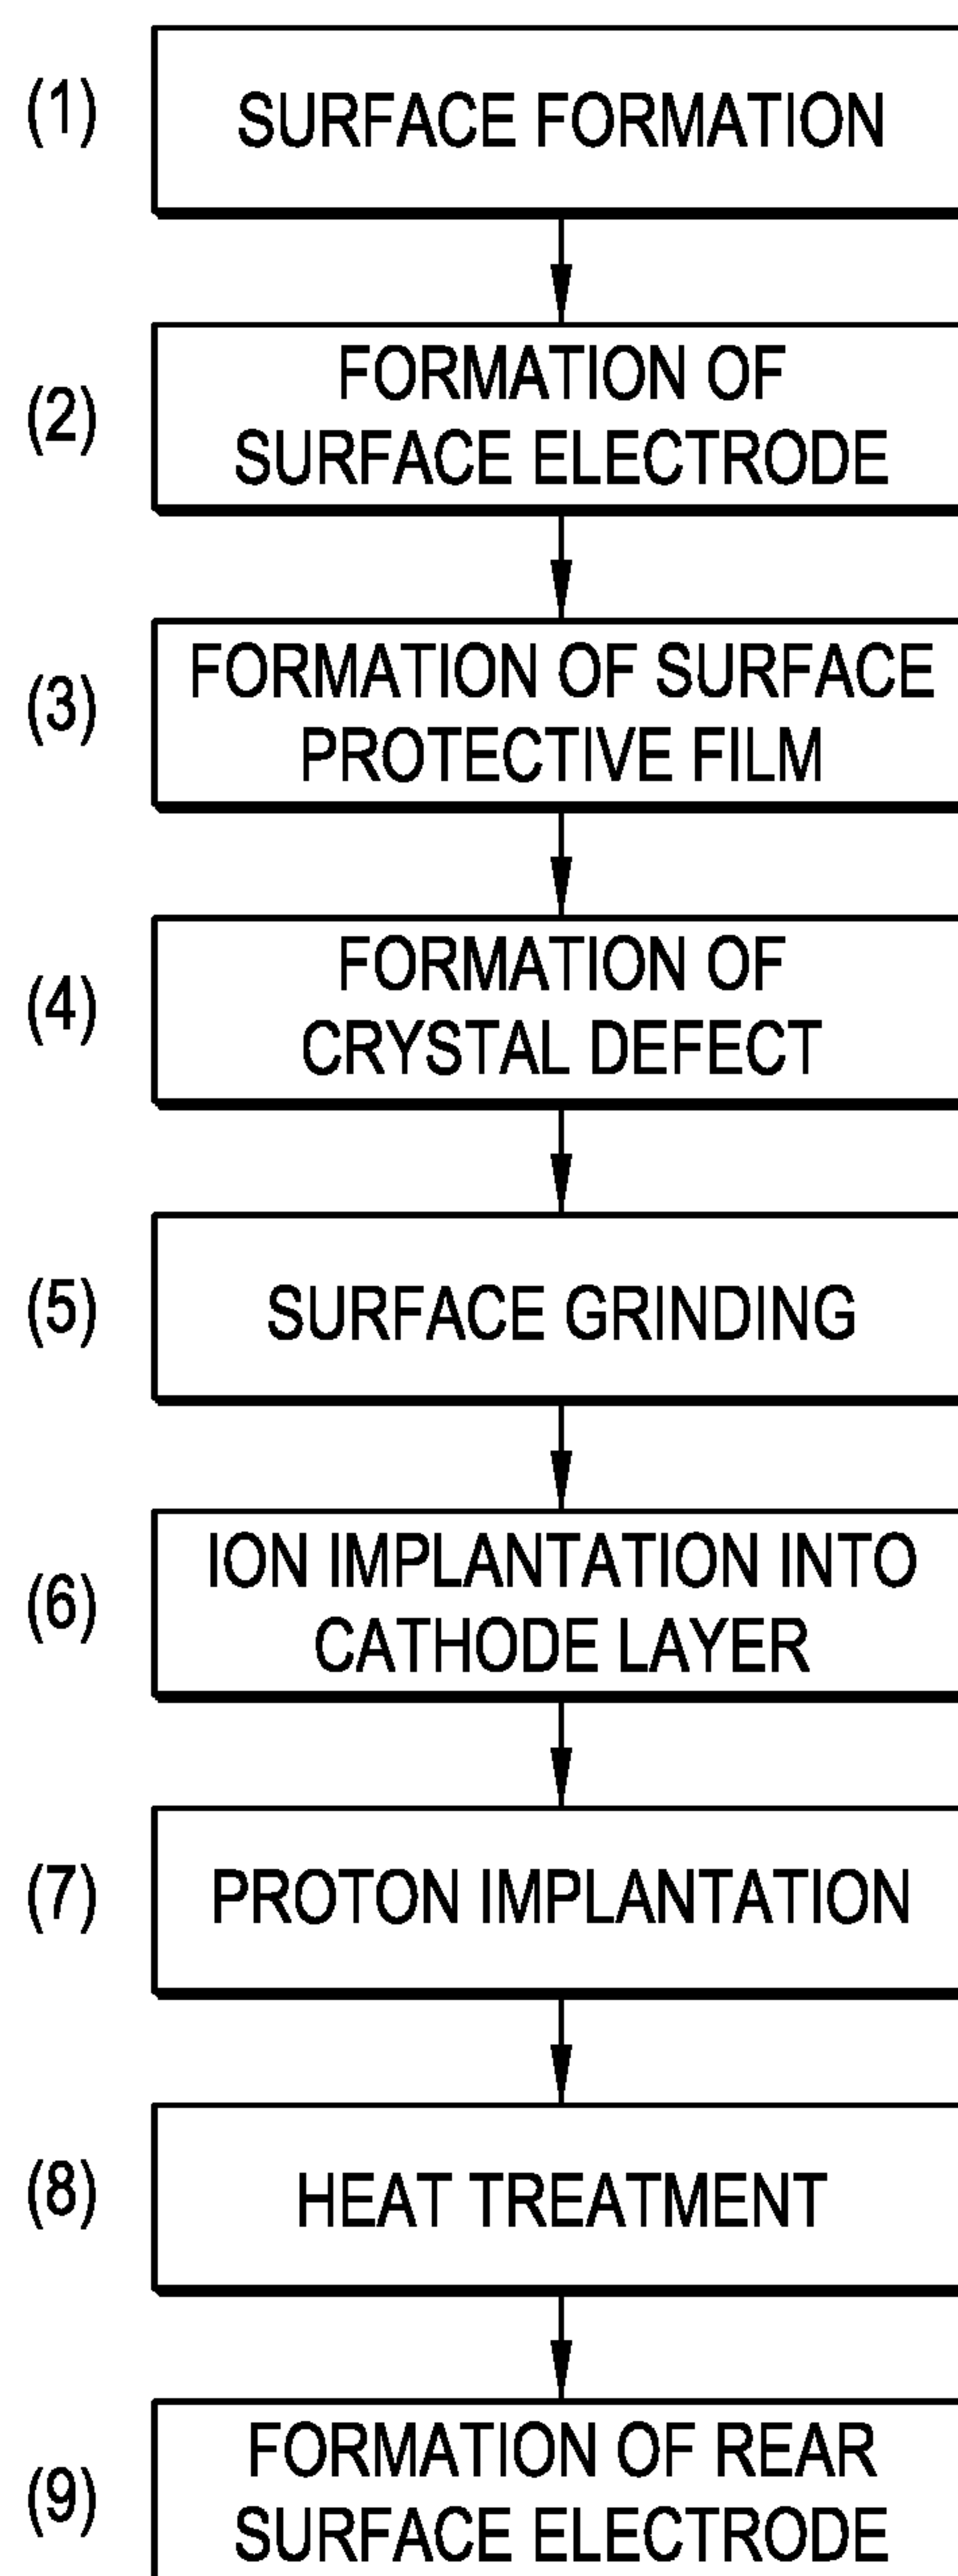 (1) SURFACE FORMATION
(2) FORMATION OF
SURFACE ELECTRODE
(3) FORMATION OF SURFACE
PROTECTIVE FILM
(4) FORMATION OF
CRYSTAL DEFECT
(5) SURFACE GRINDING
(6) ION IMPLANTATION INTO
CATHODE LAYER
(7) PROTON IMPLANTATION
(8) HEAT TREATMENT
(9) FORMATION OF REAR
SURFACE ELECTRODE